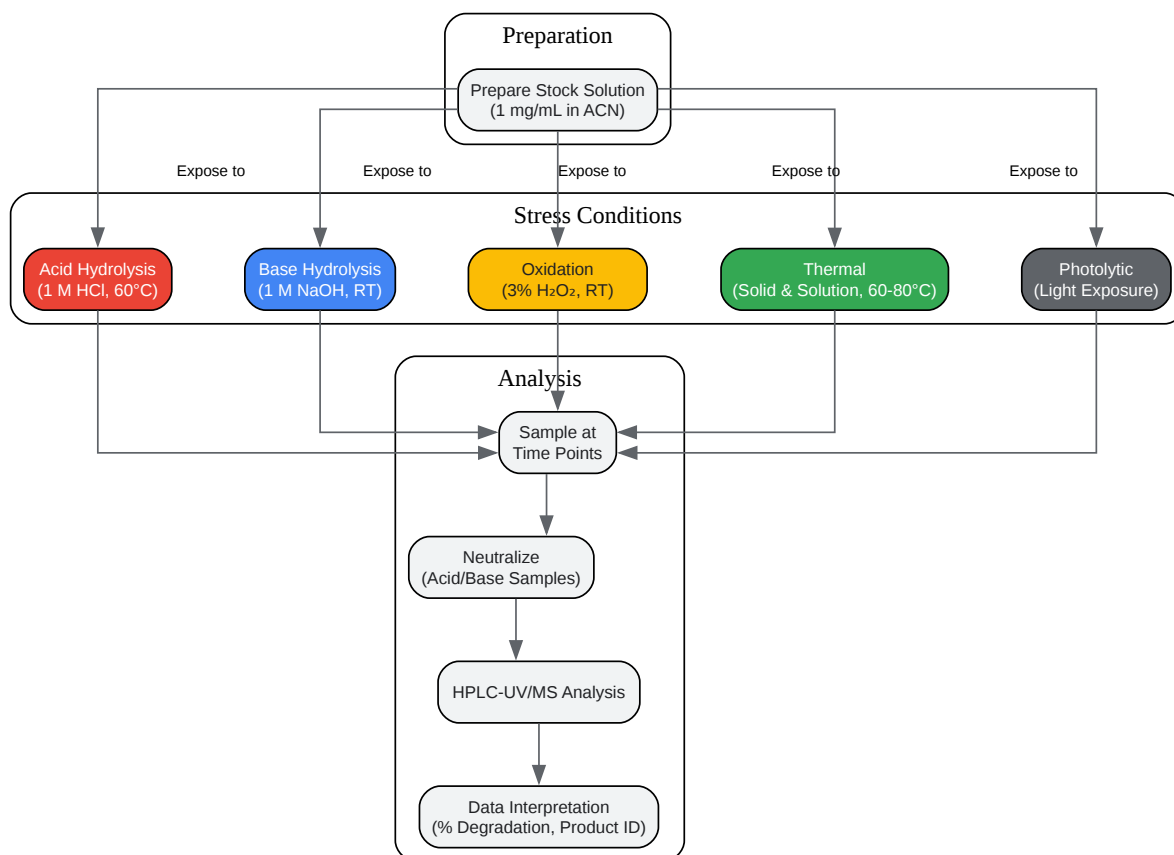 Preparation
Prepare Stock Solution
(1 mg/mL in ACN)
Expose to
Expose to
Expose to
Expose to
Expose to
Stress Conditions
Acid Hydrolysis
(1 M HCl, 60°C)
Base Hydrolysis
(1 M NaOH, RT)
Oxidation
(3% H₂O₂, RT)
Thermal
(Solid & Solution, 60-80°C)
Photolytic
(Light Exposure)
Analysis
Sample at
Time Points
Neutralize
(Acid/Base Samples)
HPLC-UV/MS Analysis
Data Interpretation
(% Degradation, Product ID)